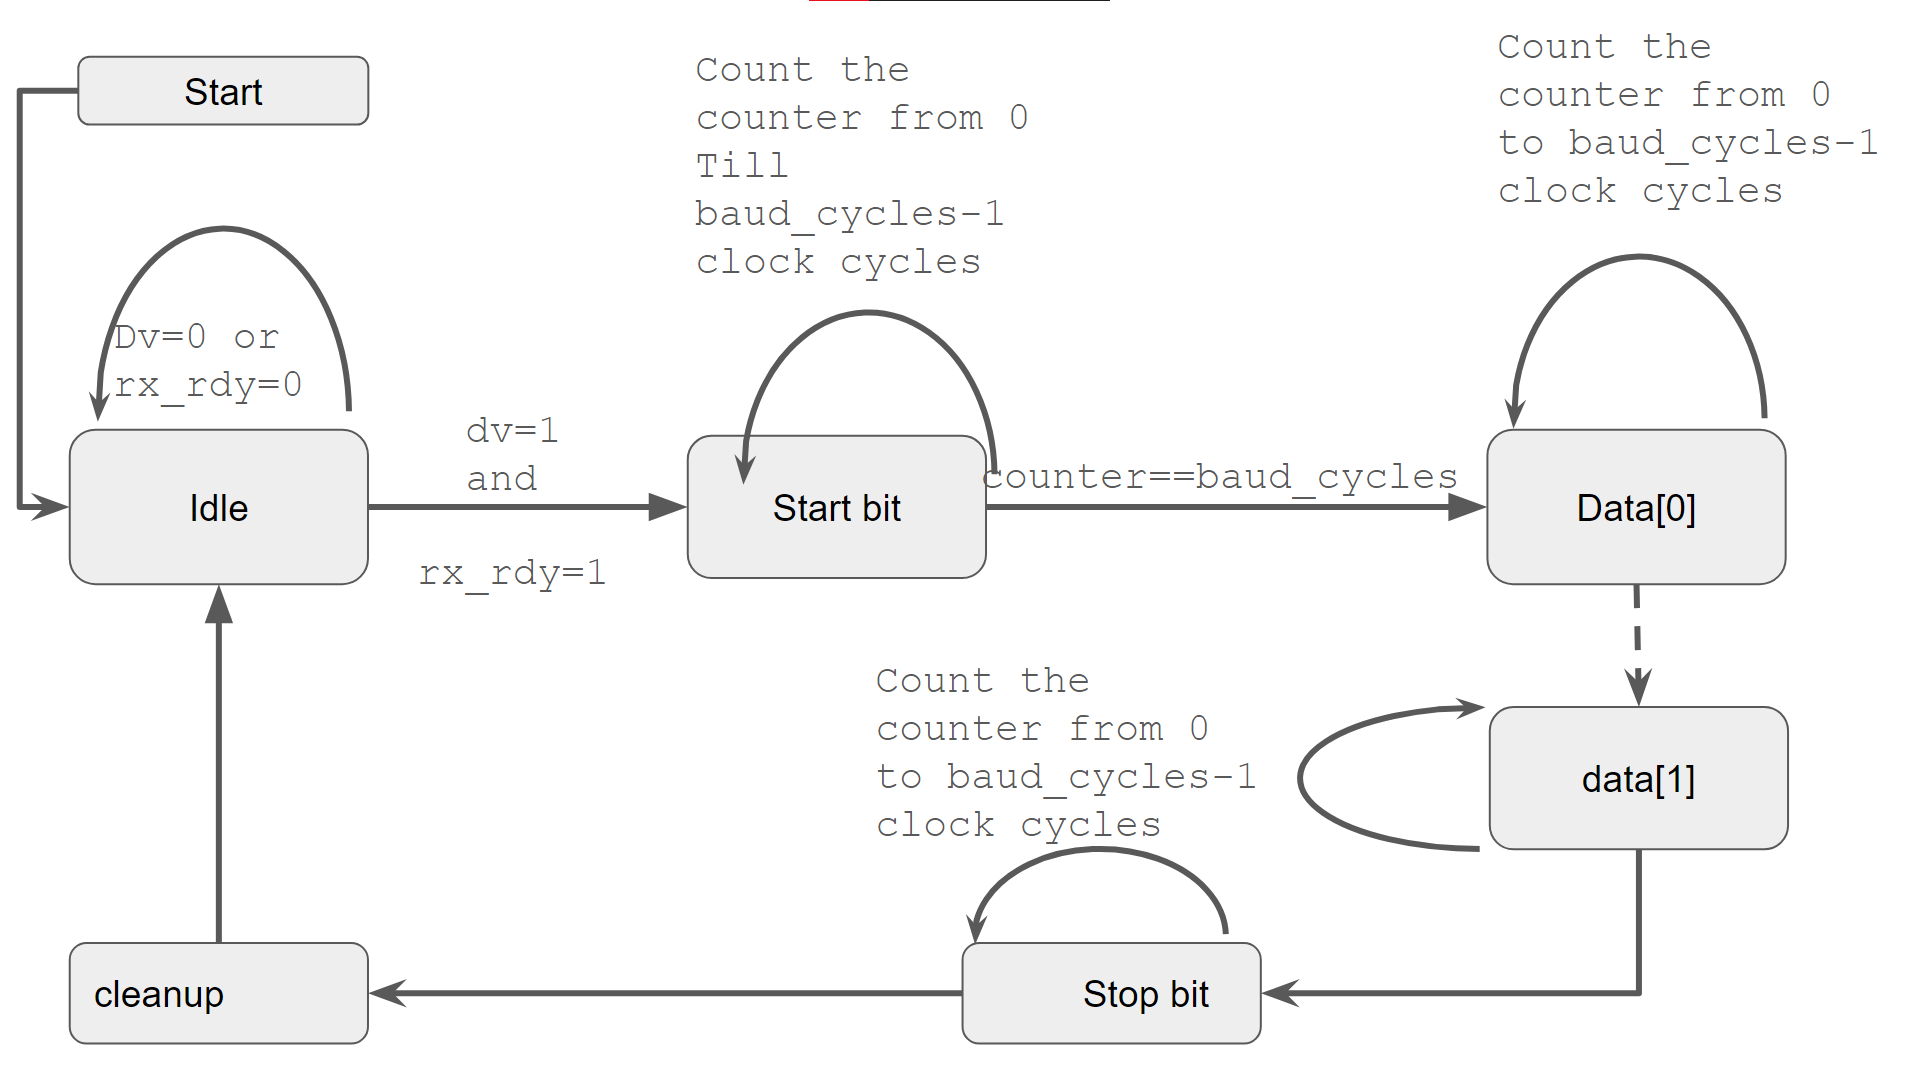 Start
Count the
counter from 0
Till
baud_cycles-1
clock cycles
Count the
counter from 0
to baud_cycles-1
clock cycles
Dv=0 or
rx_rdy=0
Idle
dv=1
and
rx_rdy=1
Start bit
counter==baud_cycles
Data[0]
data[1]
Count the
counter from 0
to baud_cycles-1
clock cycles
Stop bit
cleanup